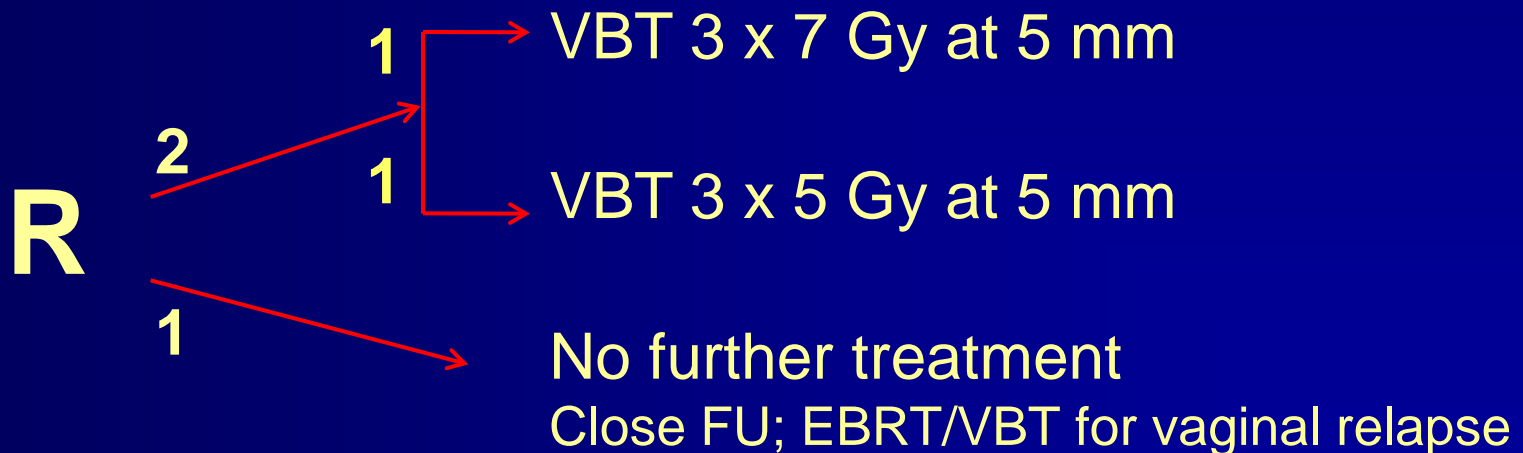 1
VBT 3 x 7 Gy at 5 mm
2
1
VBT 3 x 5 Gy at 5 mm
R
1
No further treatment
Close FU; EBRT/VBT for vaginal relapse